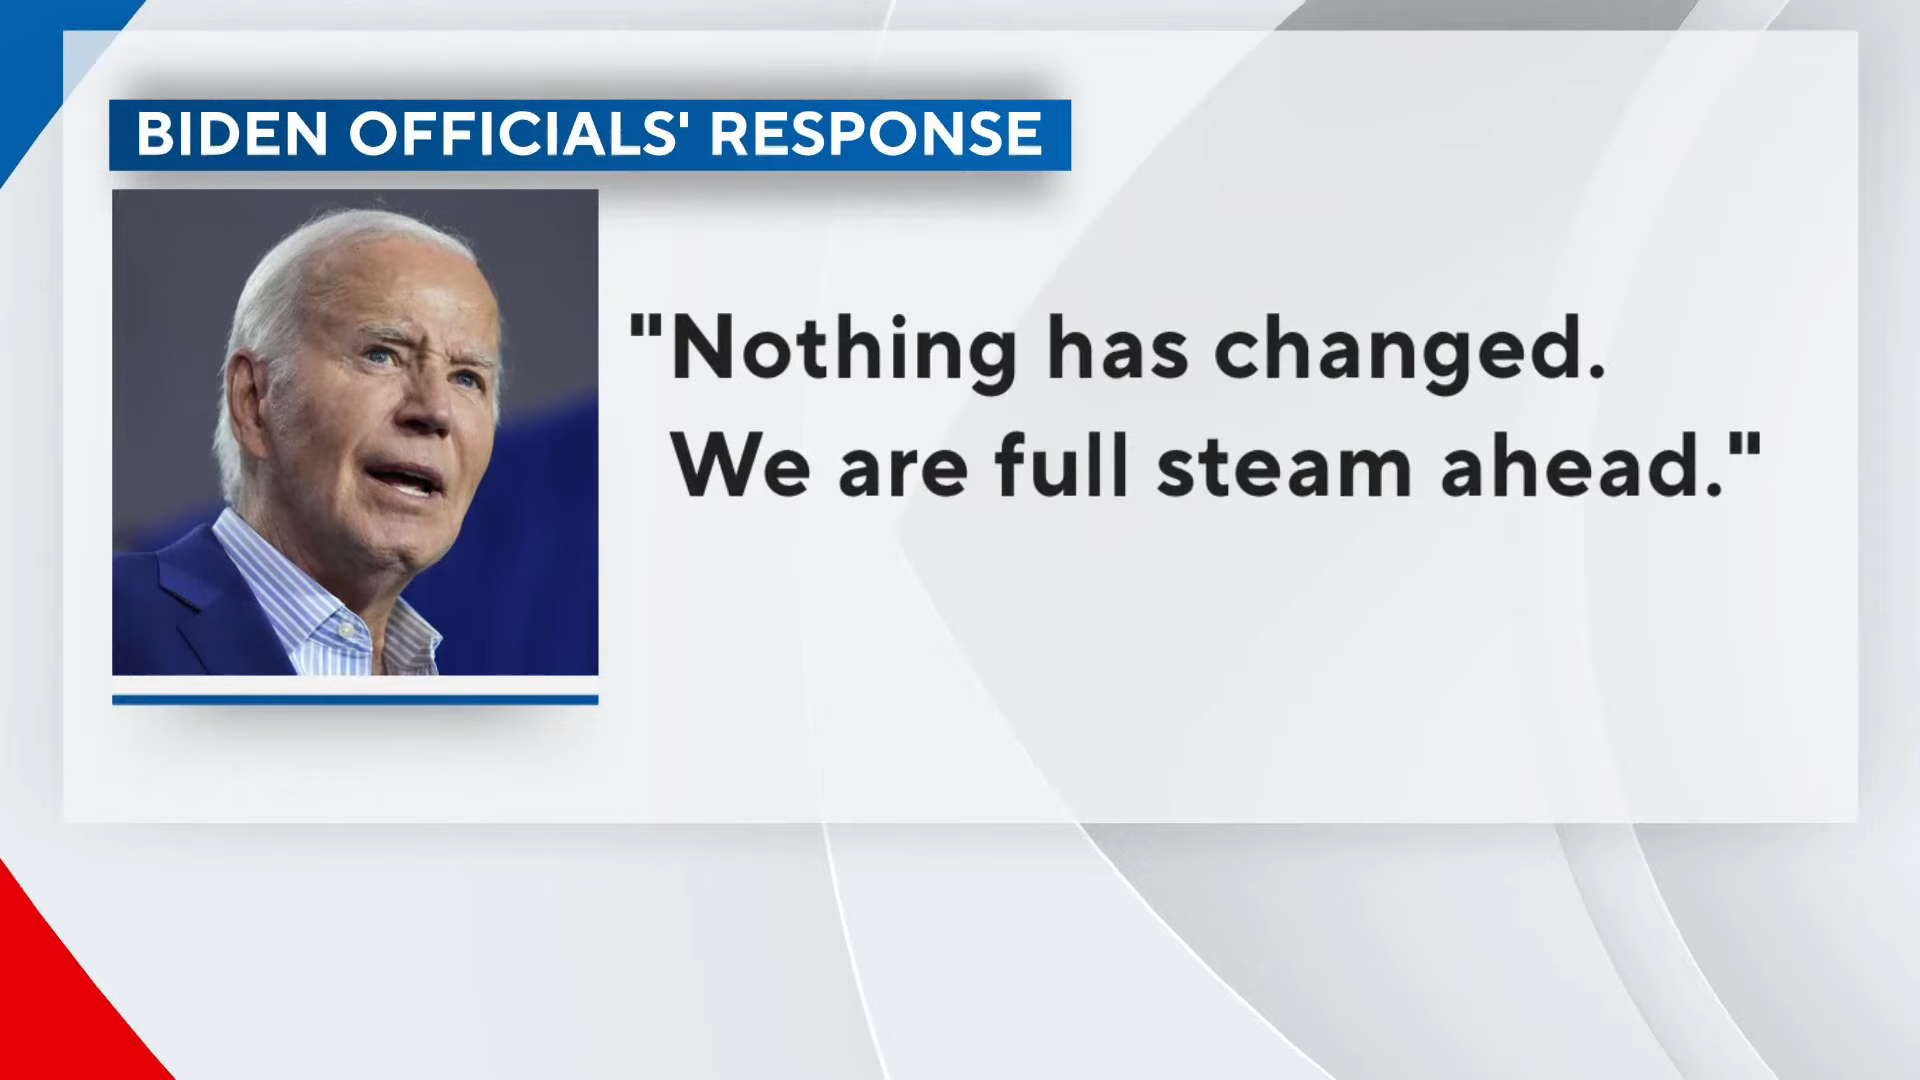 BIDEN OFFICIALS' RESPONSE
"Nothing has changed.
We are full steam ahead."